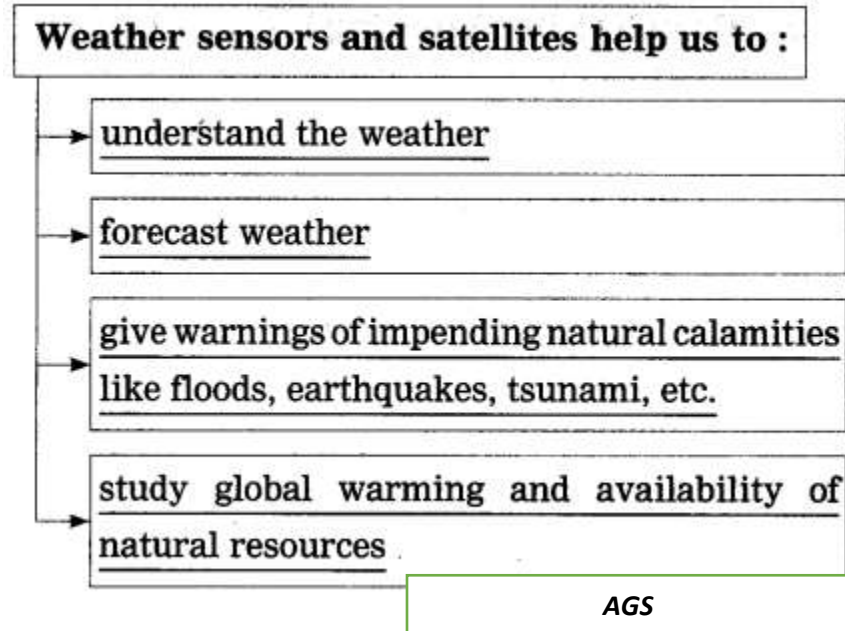 Weather sensors and satellites help us to :
understand the weather
forecast weather
give warnings of impending natural calamities
like floods, earthquakes, tsunami, etc.
study global warming and availability of
natural resources
AGS